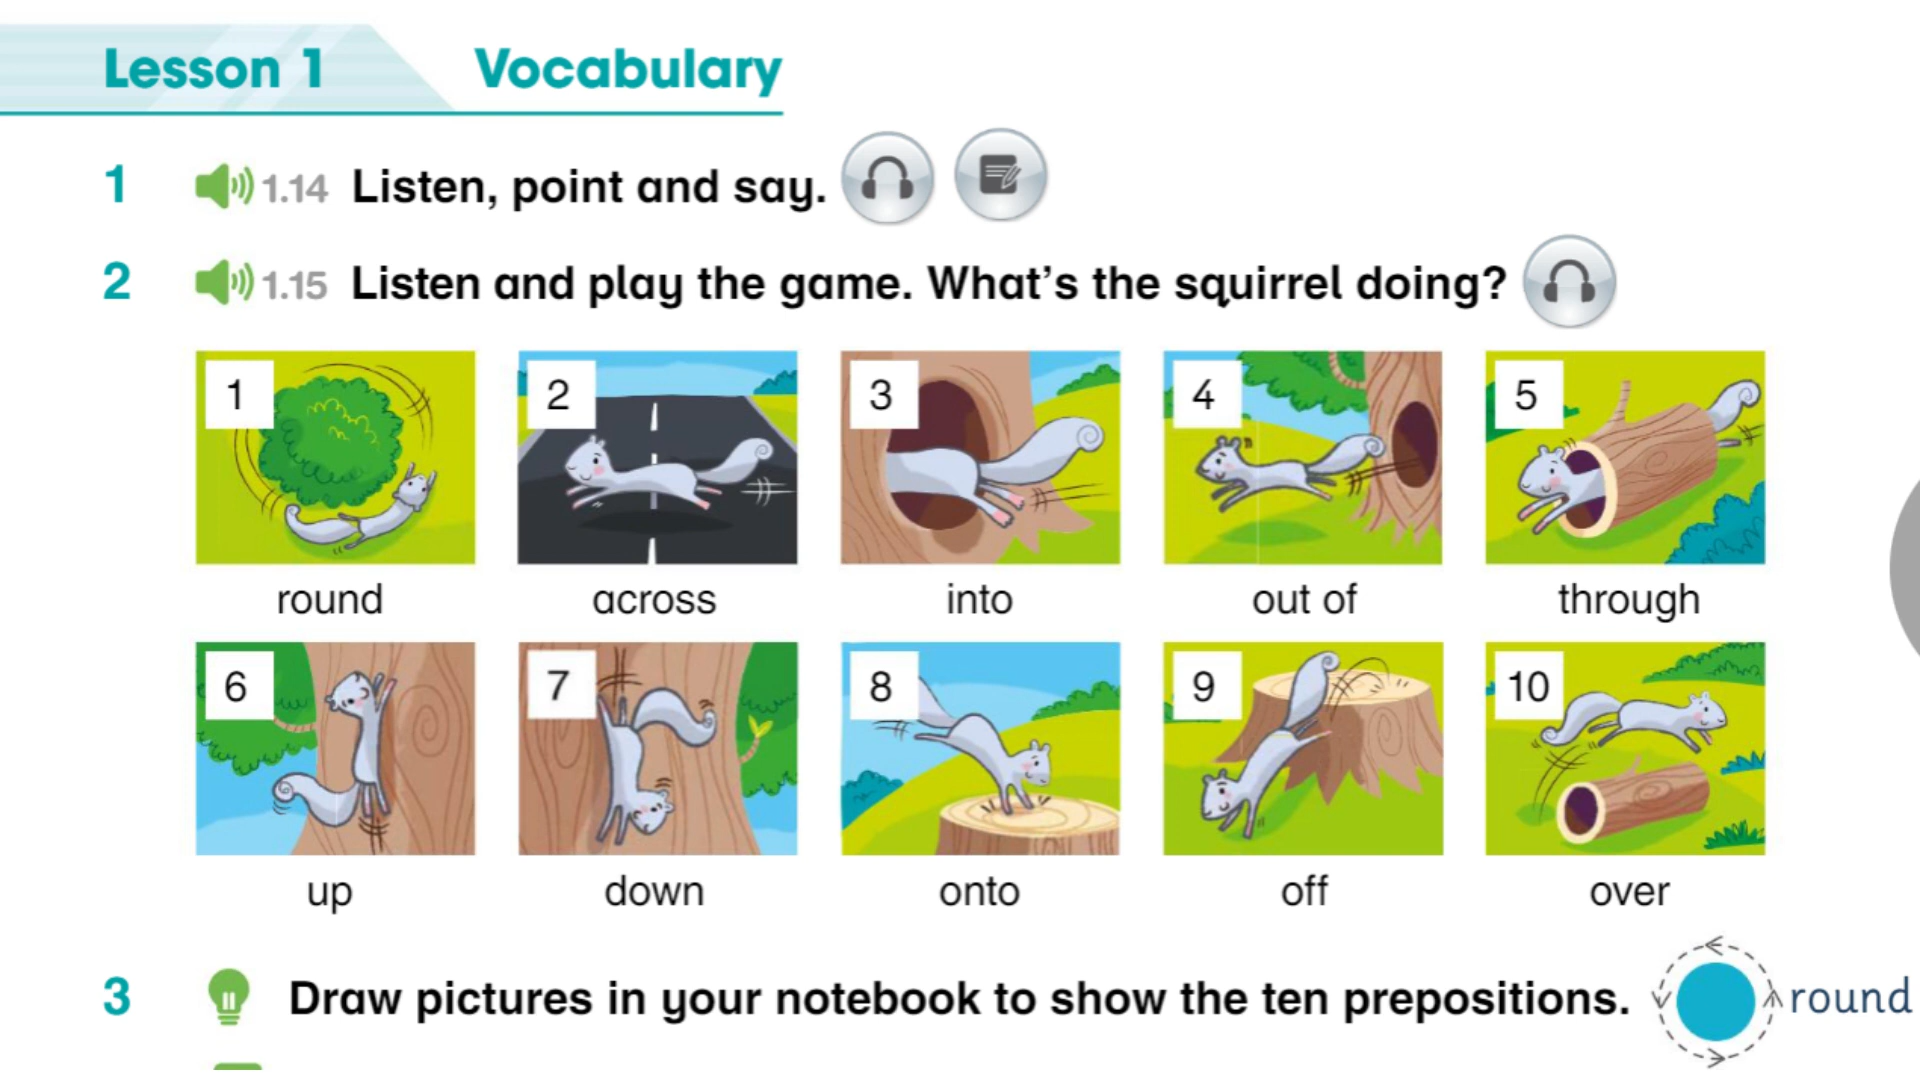 Lesson 1 Vocabulary
1 1.14 Listen, point and say.
2 1.15 Listen and play the game. What's the squirrel doing?
1 2 3 4 5
round across into out of through
6 7 8 9 10
up down onto off over
3 Draw pictures in your notebook to show the ten prepositions. round